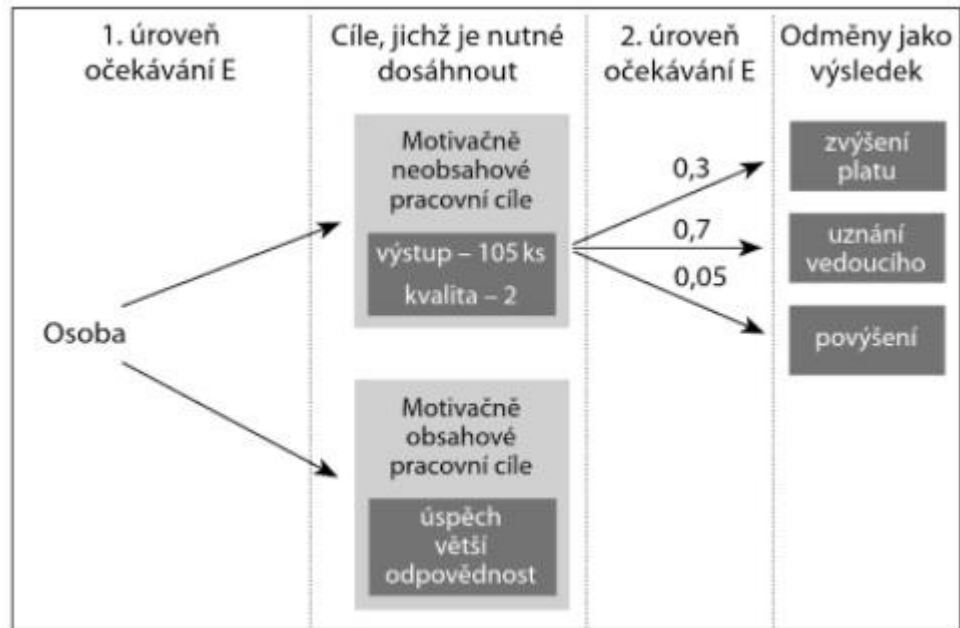 1. úroveň
očekávání E
Cíle, jichž je nutné
dosáhnout
2. úroveň
očekávání E
Odměny jako
výsledek
Osoba
Motivačně
neobsahové
pracovní cíle
výstup – 105 ks
kvalita – 2
Motivačně
obsahové
pracovní cíle
úspěch
větší
odpovědnost
0,3
0,7
0,05
zvýšení
platu
uznání
vedoucího
povýšení